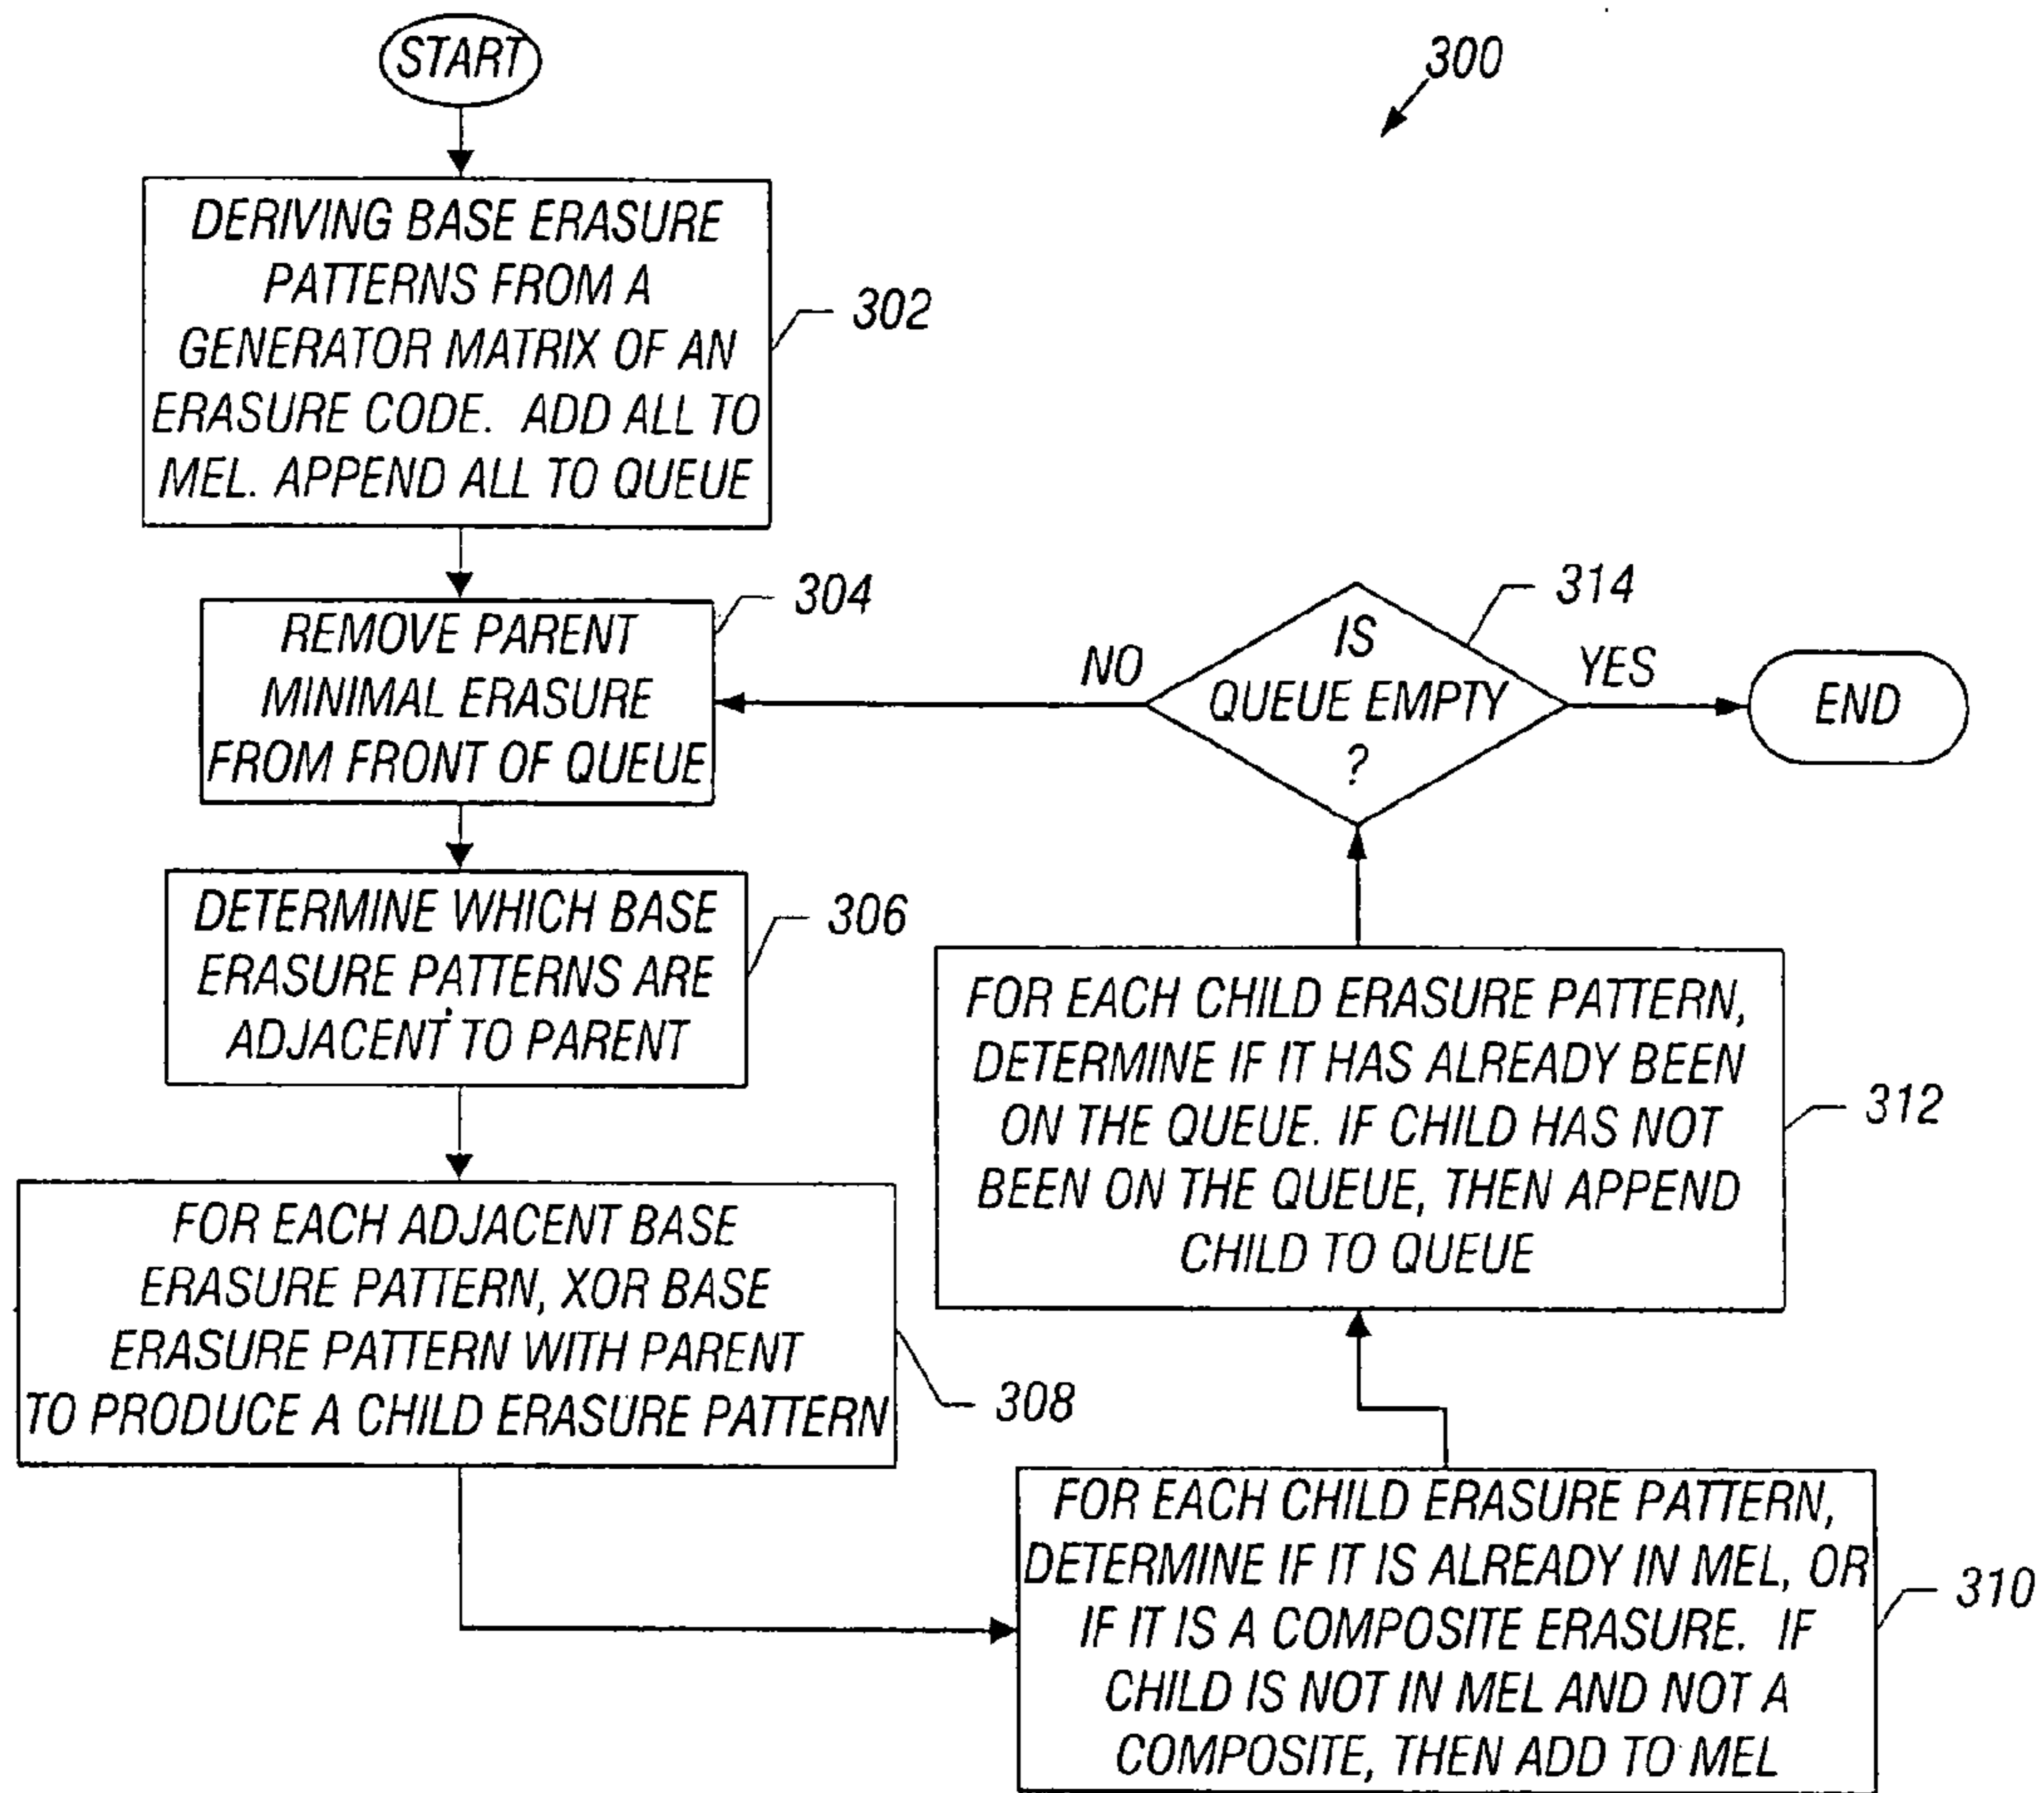 START
300
DERIVING BASE ERASURE
PATTERNS FROM A
GENERATOR MATRIX OF AN
ERASURE CODE. ADD ALL TO
MEL. APPEND ALL TO QUEUE
302
REMOVE PARENT
MINIMAL ERASURE
FROM FRONT OF QUEUE
304
DETERMINE WHICH BASE
ERASURE PATTERNS ARE
ADJACENT TO PARENT
306
FOR EACH ADJACENT BASE
ERASURE PATTERN, XOR BASE
ERASURE PATTERN WITH PARENT
TO PRODUCE A CHILD ERASURE PATTERN
308
FOR EACH CHILD ERASURE PATTERN,
DETERMINE IF IT IS ALREADY IN MEL, OR
IF IT IS A COMPOSITE ERASURE. IF
CHILD IS NOT IN MEL AND NOT A
COMPOSITE, THEN ADD TO MEL
310
FOR EACH CHILD ERASURE PATTERN,
DETERMINE IF IT HAS ALREADY BEEN
ON THE QUEUE. IF CHILD HAS NOT
BEEN ON THE QUEUE, THEN APPEND
CHILD TO QUEUE
312
IS
QUEUE EMPTY
?
314
NO
YES
END